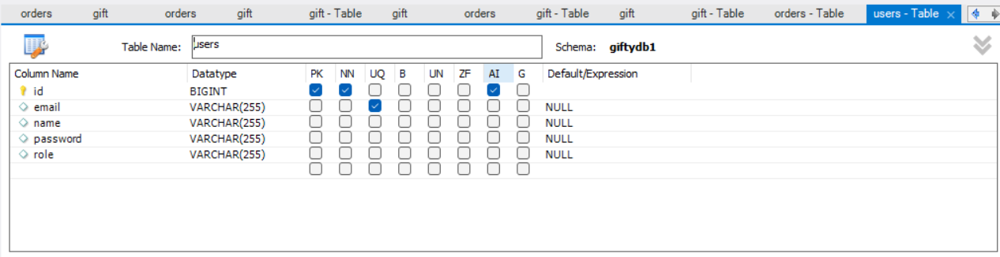 orders gift orders gift gift - Table gift orders gift - Table gift gift - Table orders - Table users - Table
Table Name: users Schema: giftydb1
Column Name Datatype PK NN UQ B UN ZF AI G Default/Expression
id BIGINT
email VARCHAR(255) NULL
name VARCHAR(255) NULL
password VARCHAR(255) NULL
role VARCHAR(255) NULL